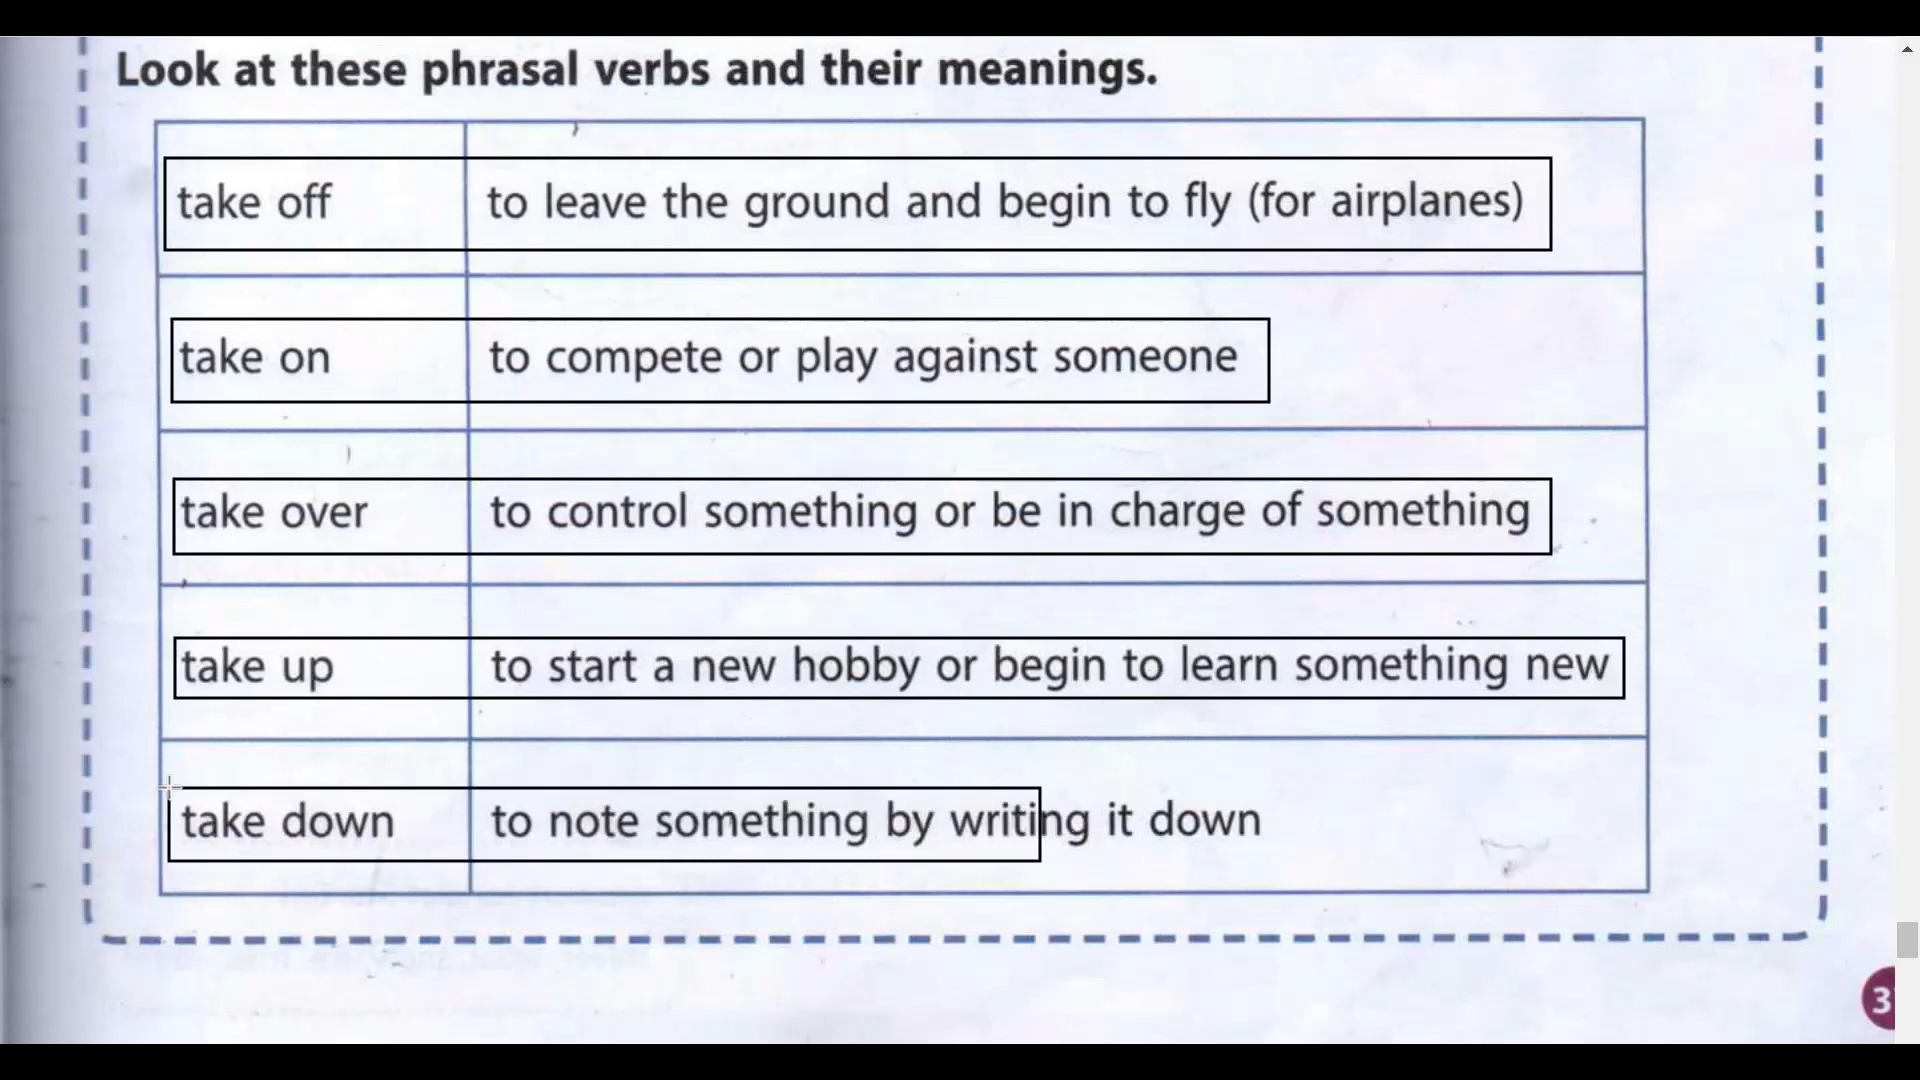 Look at these phrasal verbs and their meanings.
take off to leave the ground and begin to fly (for airplanes)
take on to compete or play against someone
take over to control something or be in charge of something
take up to start a new hobby or begin to learn something new
take down to note something by writing it down
3